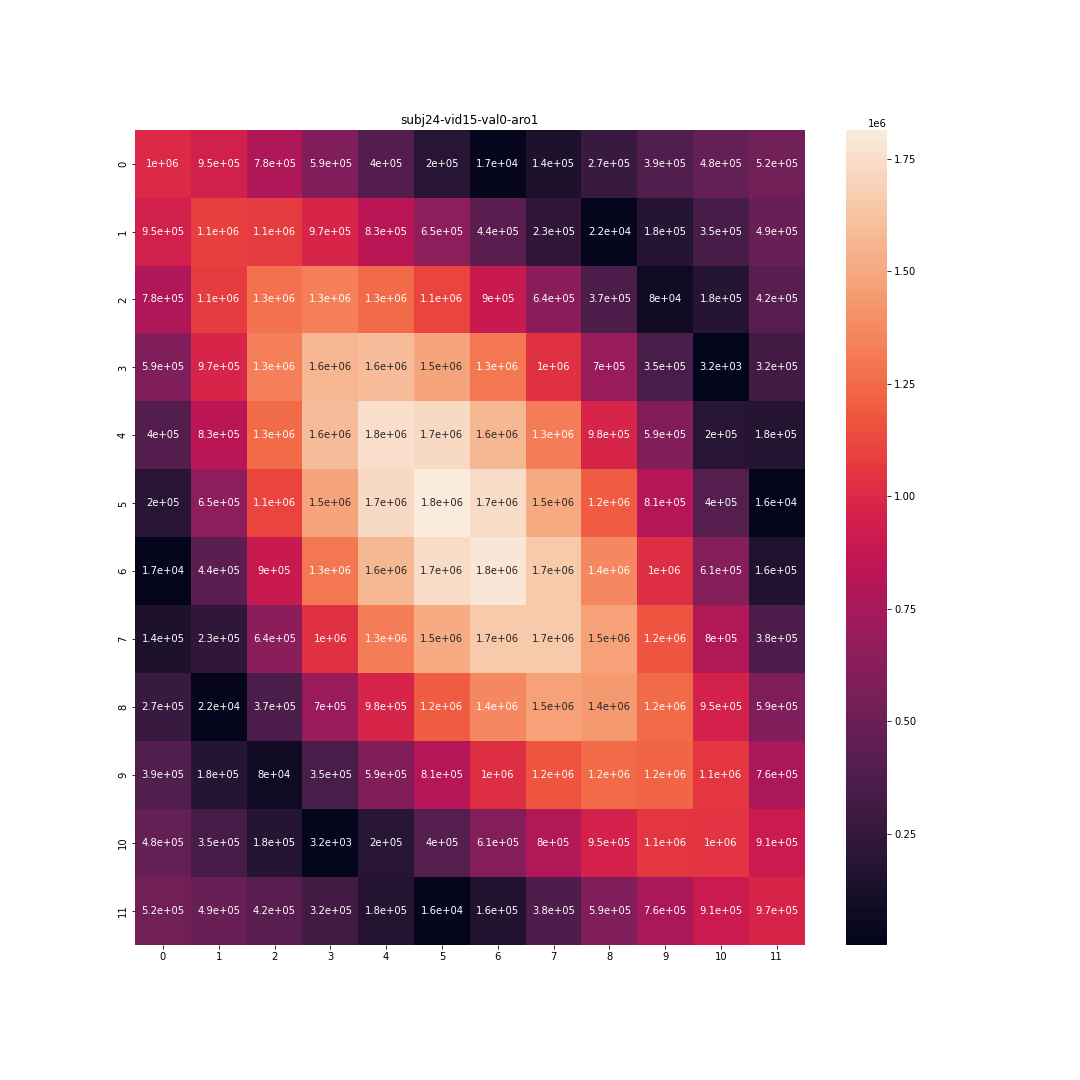 subj24-vid15-val0-aro1
1e6
0 1e+06 9.5e+05 7.8e+05 5.9e+05 4e+05 2e+05 1.7e+04 1.4e+05 2.7e+05 3.9e+05 4.8e+05 5.2e+05
1 9.5e+05 1.1e+06 1.1e+06 9.7e+05 8.3e+05 6.5e+05 4.4e+05 2.3e+05 2.2e+04 1.8e+05 3.5e+05 4.9e+05
2 7.8e+05 1.1e+06 1.3e+06 1.3e+06 1.3e+06 1.1e+06 9e+05 6.4e+05 3.7e+05 8e+04 1.8e+05 4.2e+05
3 5.9e+05 9.7e+05 1.3e+06 1.6e+06 1.6e+06 1.5e+06 1.3e+06 1e+06 7e+05 3.5e+05 3.2e+03 3.2e+05
4 4e+05 8.3e+05 1.3e+06 1.6e+06 1.8e+06 1.7e+06 1.6e+06 1.3e+06 9.8e+05 5.9e+05 2e+05 1.8e+05
5 2e+05 6.5e+05 1.1e+06 1.5e+06 1.7e+06 1.8e+06 1.7e+06 1.5e+06 1.2e+06 8.1e+05 4e+05 1.6e+04
6 1.7e+04 4.4e+05 9e+05 1.3e+06 1.6e+06 1.7e+06 1.8e+06 1.7e+06 1.4e+06 1e+06 6.1e+05 1.6e+05
7 1.4e+05 2.3e+05 6.4e+05 1e+06 1.3e+06 1.5e+06 1.7e+06 1.7e+06 1.5e+06 1.2e+06 8e+05 3.8e+05
8 2.7e+05 2.2e+04 3.7e+05 7e+05 9.8e+05 1.2e+06 1.4e+06 1.5e+06 1.4e+06 1.2e+06 9.5e+05 5.9e+05
9 3.9e+05 1.8e+05 8e+04 3.5e+05 5.9e+05 8.1e+05 1e+06 1.2e+06 1.2e+06 1.2e+06 1.1e+06 7.6e+05
10 4.8e+05 3.5e+05 1.8e+05 3.2e+03 2e+05 4e+05 6.1e+05 8e+05 9.5e+05 1.1e+06 1e+06 9.1e+05
11 5.2e+05 4.9e+05 4.2e+05 3.2e+05 1.8e+05 1.6e+04 1.6e+05 3.8e+05 5.9e+05 7.6e+05 9.1e+05 9.7e+05
0 1 2 3 4 5 6 7 8 9 10 11
1.75
1.50
1.25
1.00
0.75
0.50
0.25